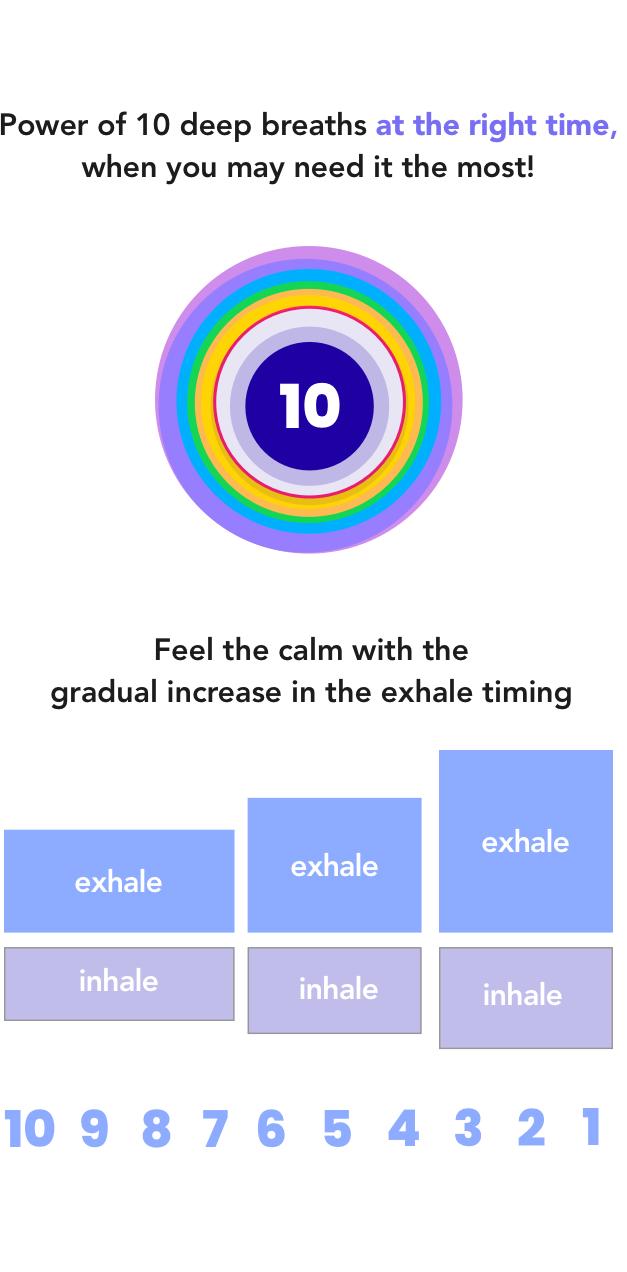 Power of 10 deep breaths at the right time,
when you may need it the most!
10
Feel the calm with the
gradual increase in the exhale timing
exhale exhale exhale
inhale inhale inhale
10 9 8 7 6 5 4 3 2 1